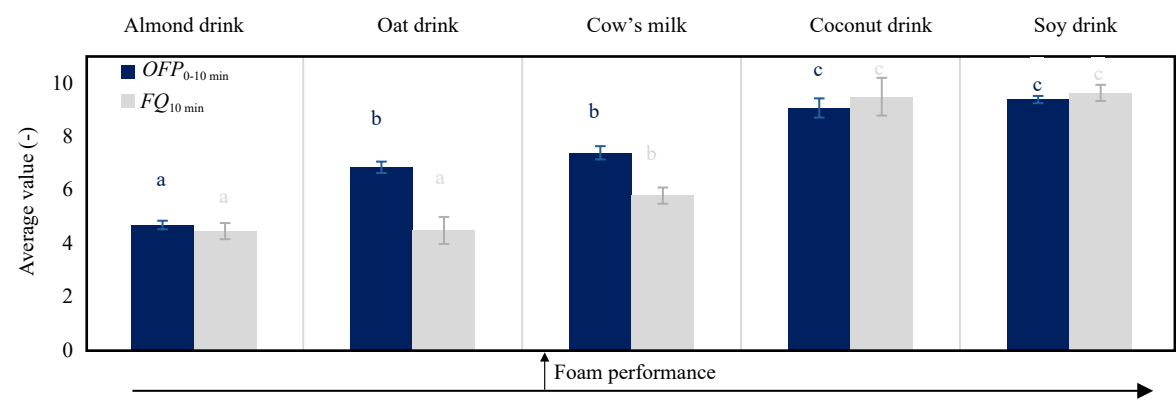 Almond drink Oat drink Cow’s milk Coconut drink Soy drink
Average value (-)
10
8
6
4
2
0
OFP0-10 min
FQ10 min
a a b a b b c c c c
Foam performance